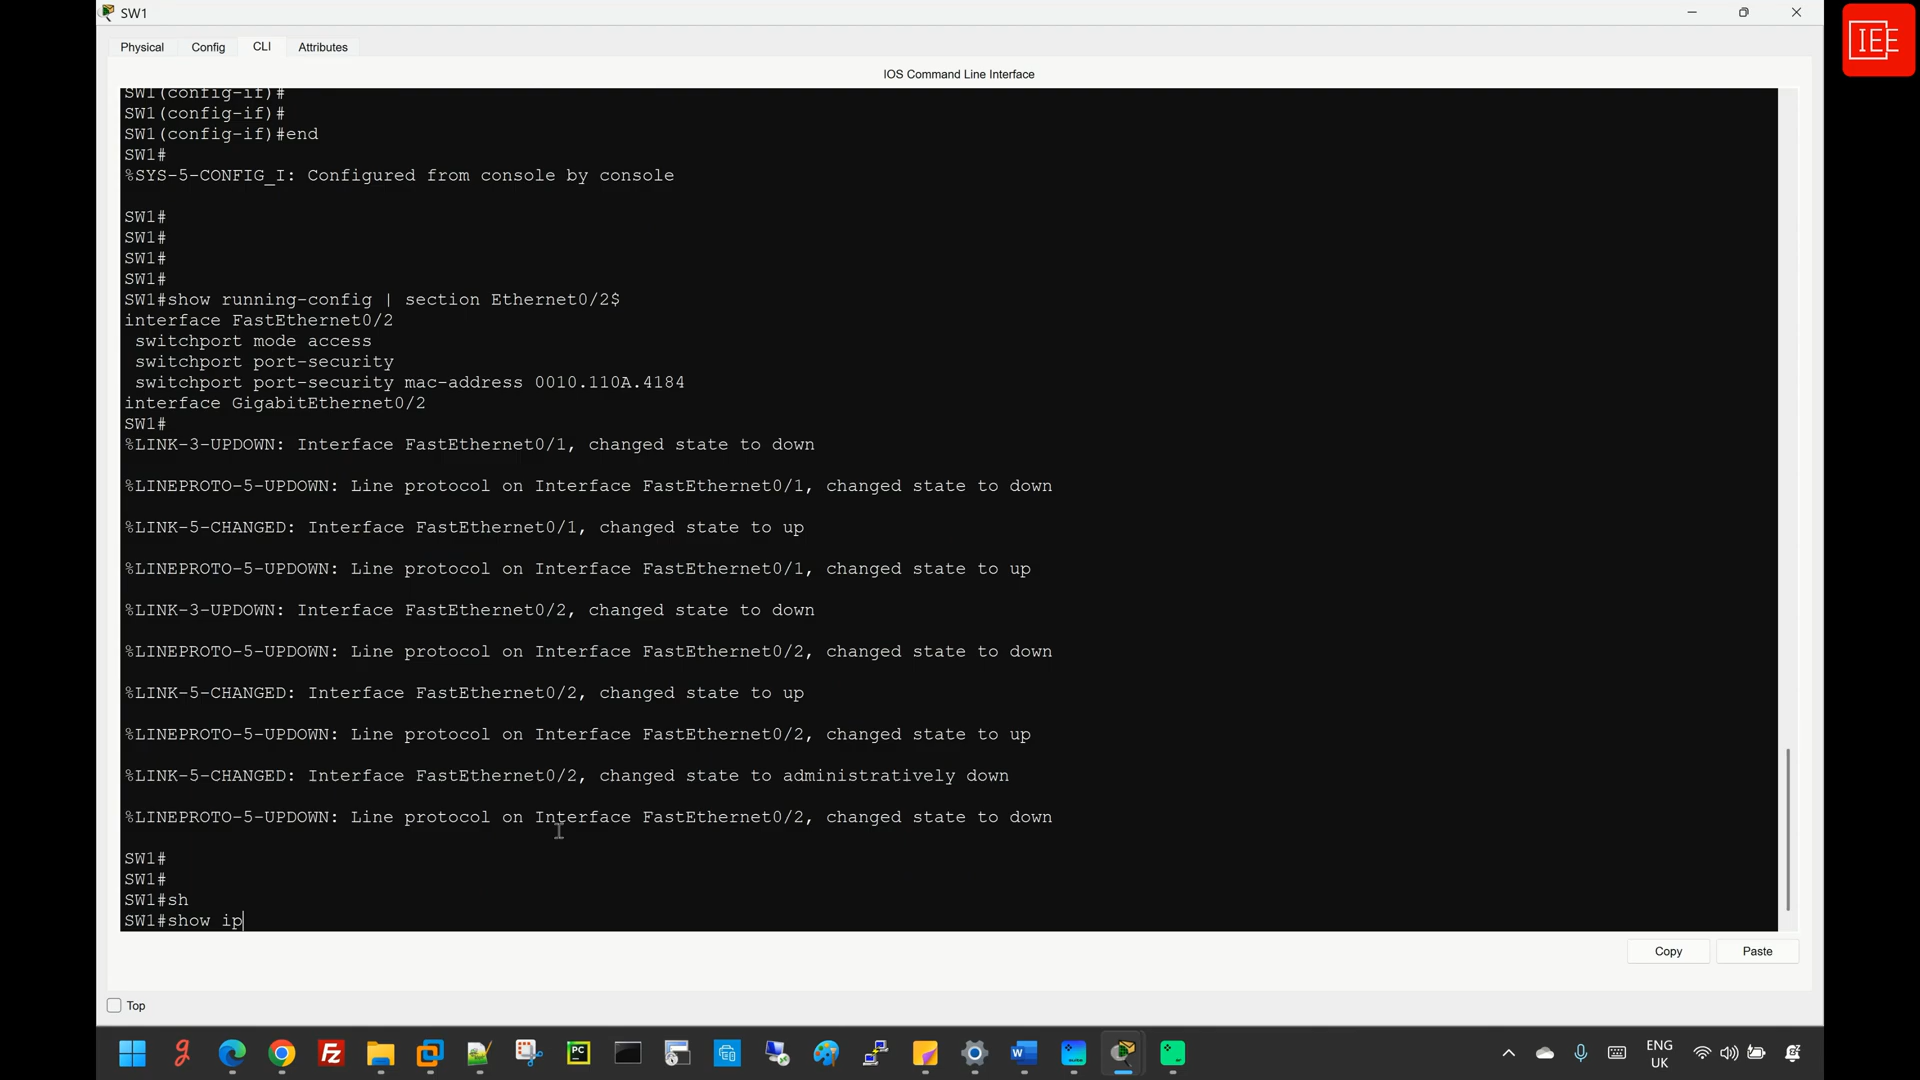 SW1
IEE
Physical Config CLI Attributes
IOS Command Line Interface
SW1(config-if)#
SW1(config-if)#
SW1(config-if)#end
SW1#
%SYS-5-CONFIG_I: Configured from console by console
SW1#
SW1#
SW1#
SW1#
SW1#show running-config | section Ethernet0/2$
interface FastEthernet0/2
switchport mode access
switchport port-security
switchport port-security mac-address 0010.110A.4184
interface GigabitEthernet0/2
SW1#
%LINK-3-UPDOWN: Interface FastEthernet0/1, changed state to down
%LINEPROTO-5-UPDOWN: Line protocol on Interface FastEthernet0/1, changed state to down
%LINK-5-CHANGED: Interface FastEthernet0/1, changed state to up
%LINEPROTO-5-UPDOWN: Line protocol on Interface FastEthernet0/1, changed state to up
%LINK-3-UPDOWN: Interface FastEthernet0/2, changed state to down
%LINEPROTO-5-UPDOWN: Line protocol on Interface FastEthernet0/2, changed state to down
%LINK-5-CHANGED: Interface FastEthernet0/2, changed state to up
%LINEPROTO-5-UPDOWN: Line protocol on Interface FastEthernet0/2, changed state to up
%LINK-5-CHANGED: Interface FastEthernet0/2, changed state to administratively down
%LINEPROTO-5-UPDOWN: Line protocol on Interface FastEthernet0/2, changed state to down
SW1#
SW1#
SW1#sh
SW1#show ip
Copy Paste
Top
ENG
UK